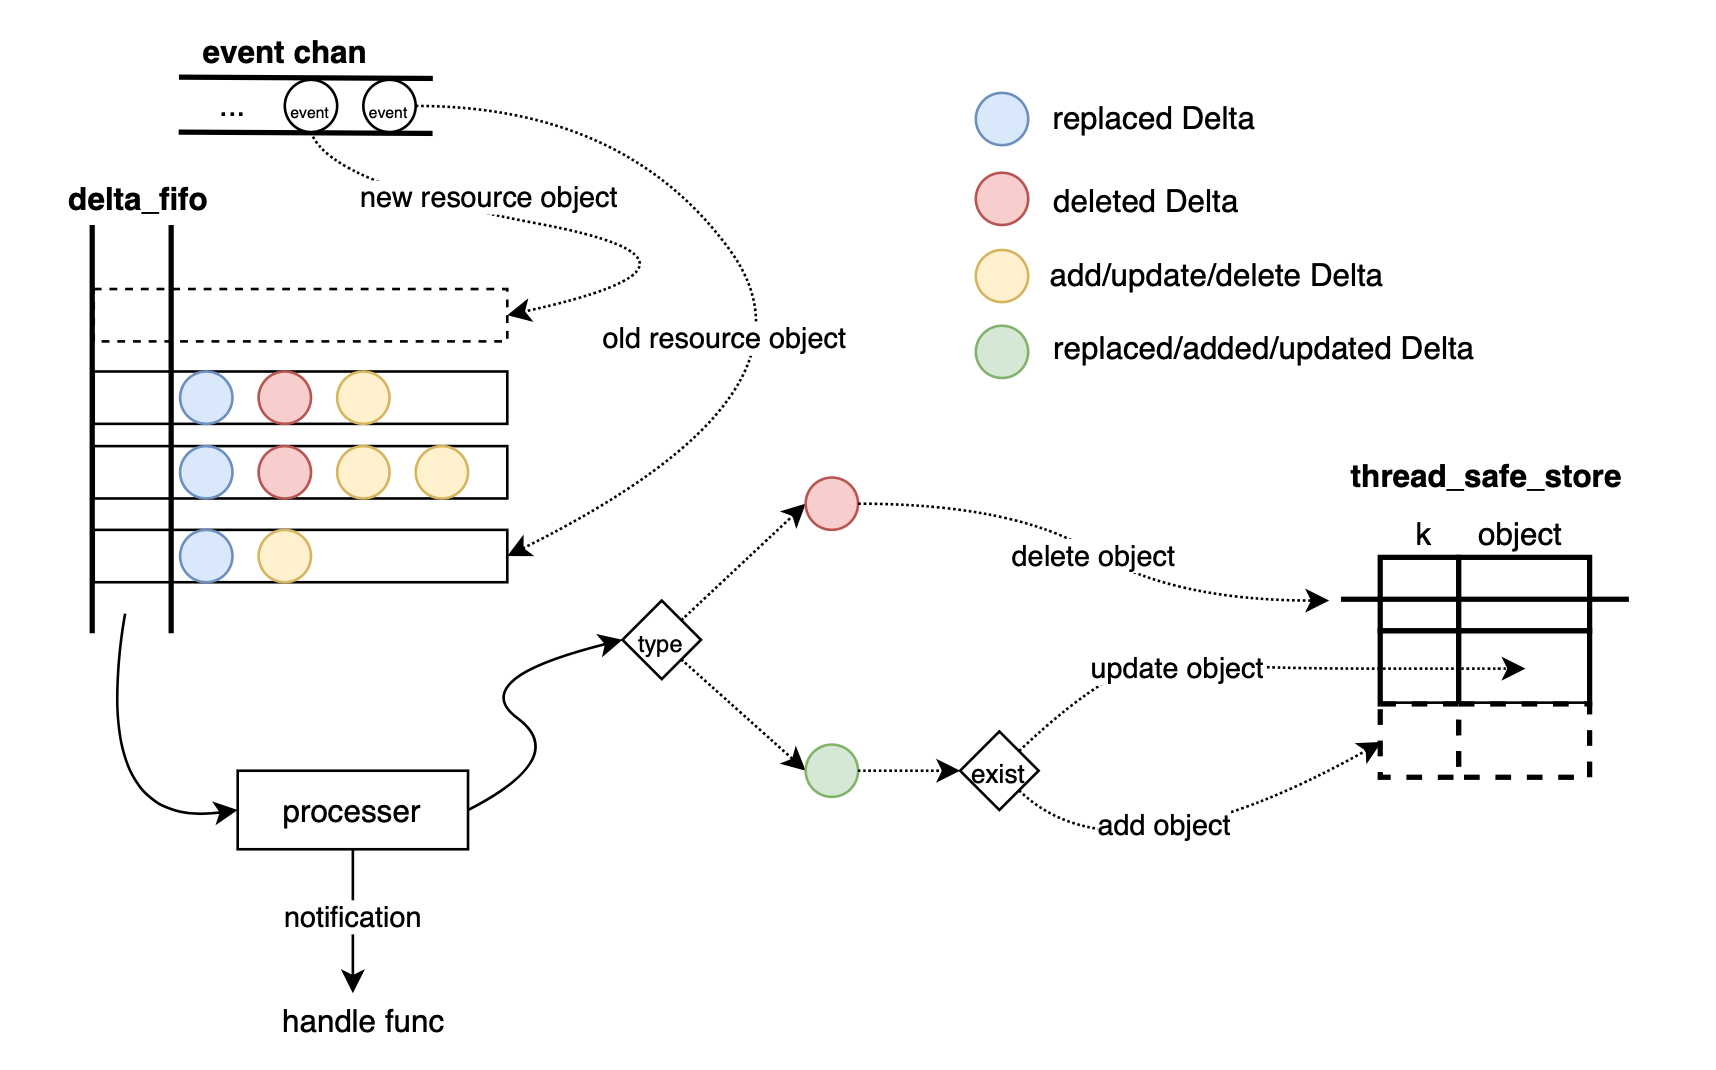 event chan
...
event
event
new resource object
delta_fifo
old resource object
replaced Delta
deleted Delta
add/update/delete Delta
replaced/added/updated Delta
thread_safe_store
k
object
delete object
type
update object
exist
add object
processer
notification
handle func